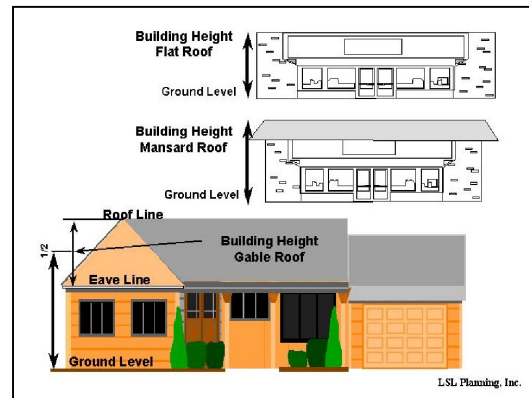 Building Height
Flat Roof
Ground Level
Building Height
Mansard Roof
Ground Level
Roof Line
1/2
Building Height
Gable Roof
Eave Line
Ground Level
LSL Planning, Inc.